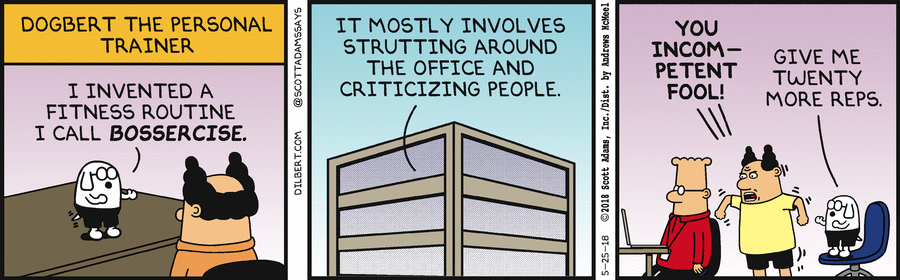 DOGBERT THE PERSONAL
TRAINER
I INVENTED A
FITNESS ROUTINE
I CALL BOSSERCISE.
DILBERT.COM @SCOTTADAMSSAYS
IT MOSTLY INVOLVES
STRUTTING AROUND
THE OFFICE AND
CRITICIZING PEOPLE.
5-25-18 ©2018 Scott Adams, Inc./Dist. by Andrews McMeel
YOU
INCOM-
PETENT
FOOL!
GIVE ME
TWENTY
MORE REPS.